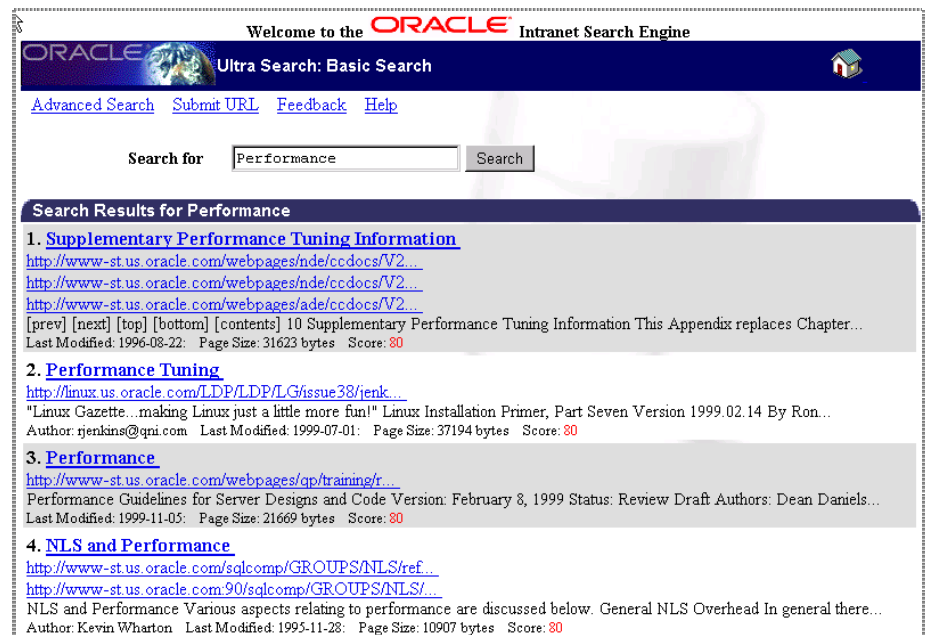 Welcome to the ORACLE Intranet Search Engine
ORACLE Ultra Search: Basic Search
Advanced Search Submit URL Feedback Help
Search for Performance Search
Search Results for Performance
1. Supplementary Performance Tuning Information
http://www-st.us.oracle.com/webpages/nde/ccdocs/V2...
http://www-st.us.oracle.com/webpages/nde/ccdocs/V2...
http://www-st.us.oracle.com/webpages/ade/ccdocs/V2...
[prev] [next] [top] [bottom] [contents] 10 Supplementary Performance Tuning Information This Appendix replaces Chapter...
Last Modified: 1996-08-22: Page Size: 31623 bytes Score: 80
2. Performance Tuning
http://linux.us.oracle.com/LDP/LDP/LG/issue38/jenk...
"Linux Gazette...making Linux just a little more fun!" Linux Installation Primer, Part Seven Version 1999.02.14 By Ron...
Author: rjenkins@qni.com Last Modified: 1999-07-01: Page Size: 37194 bytes Score: 80
3. Performance
http://www-st.us.oracle.com/webpages/qp/training/r...
Performance Guidelines for Server Designs and Code Version: February 8, 1999 Status: Review Draft Authors: Dean Daniels...
Last Modified: 1999-11-05: Page Size: 21669 bytes Score: 80
4. NLS and Performance
http://www-st.us.oracle.com/sqlcomp/GROUPS/NLS/ref...
http://www-st.us.oracle.com:90/sqlcomp/GROUPS/NLS/...
NLS and Performance Various aspects relating to performance are discussed below. General NLS Overhead In general there...
Author: Kevin Wharton Last Modified: 1995-11-28: Page Size: 10907 bytes Score: 80